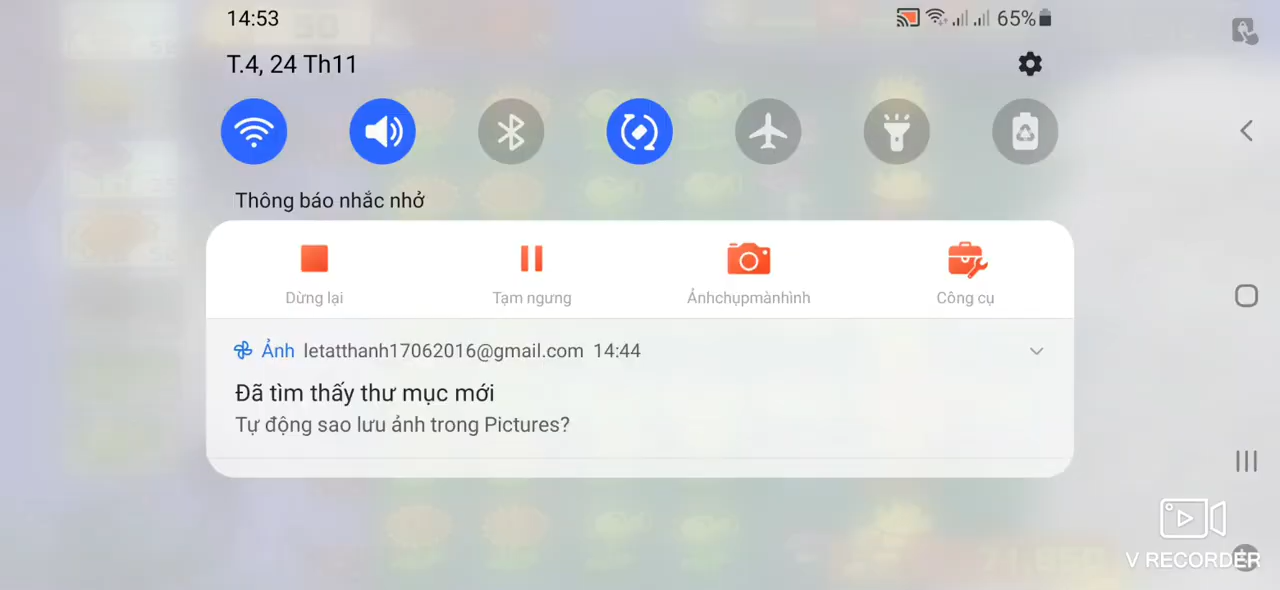 14:53
65%
T.4, 24 Th11
Thông báo nhắc nhở
Dừng lại
Tạm ngưng
Ảnhchụpmànhình
Công cụ
Ảnh letatthanh17062016@gmail.com 14:44
Đã tìm thấy thư mục mới
Tự động sao lưu ảnh trong Pictures?
V RECORDER